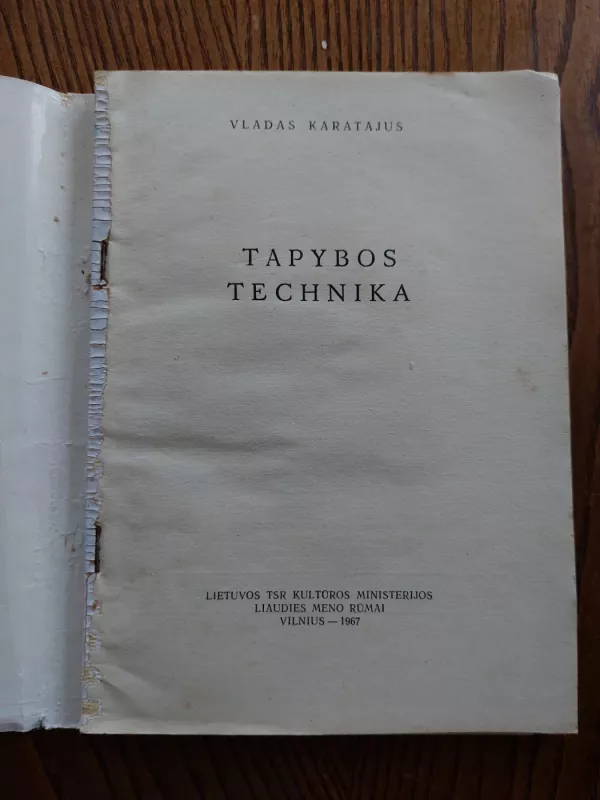 VLADAS KARATAJUS
TAPYBOS
TECHNIKA
LIETUVOS TSR KULTŪROS MINISTERIJOS
LIAUDIES MENO RŪMAI
VILNIUS — 1967